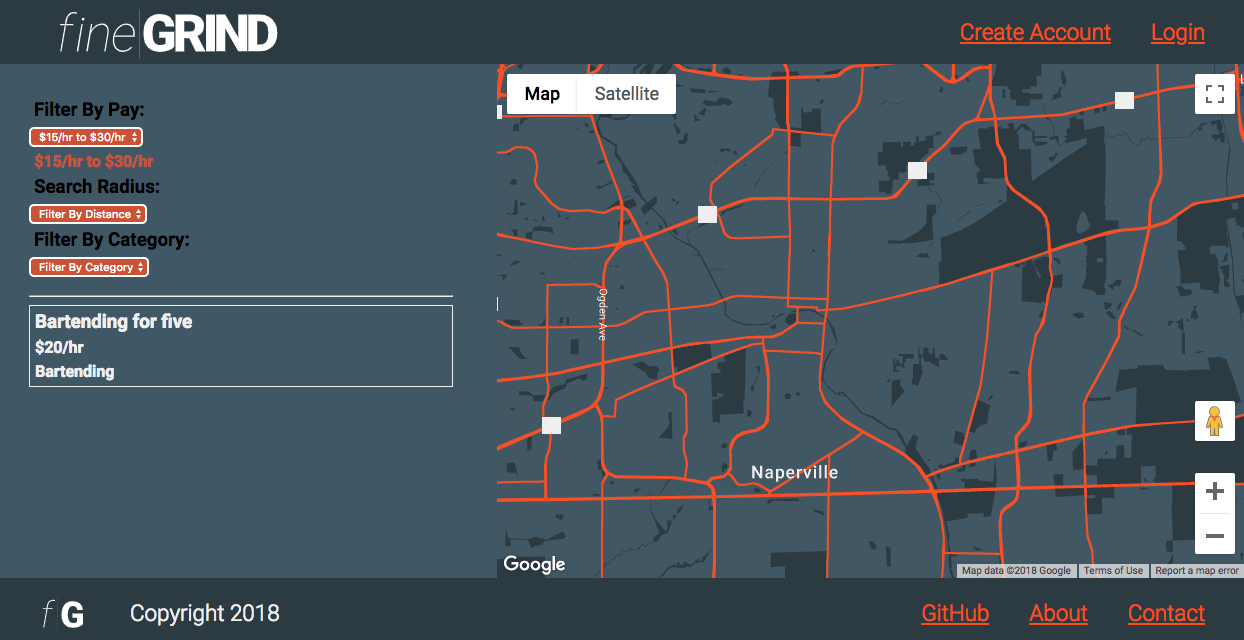 fine GRIND
Create Account
Login
Filter By Pay:
$15/hr to $30/hr
$15/hr to $30/hr
Search Radius:
Filter By Distance
Filter By Category:
Filter By Category
Bartending for five
$20/hr
Bartending
Map
Satellite
Ogden Ave
Naperville
Google
Map data ©2018 Google
Terms of Use
Report a map error
f G
Copyright 2018
GitHub
About
Contact